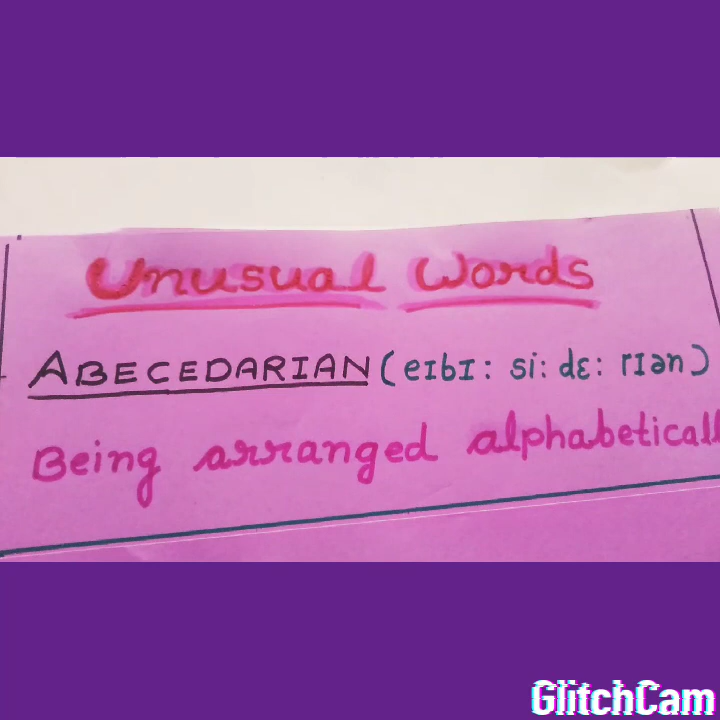 Unusual Words
ABECEDARIAN (eɪbɪ: si: dɛ: rɪən)
Being arranged alphabeticall
GlitchCam